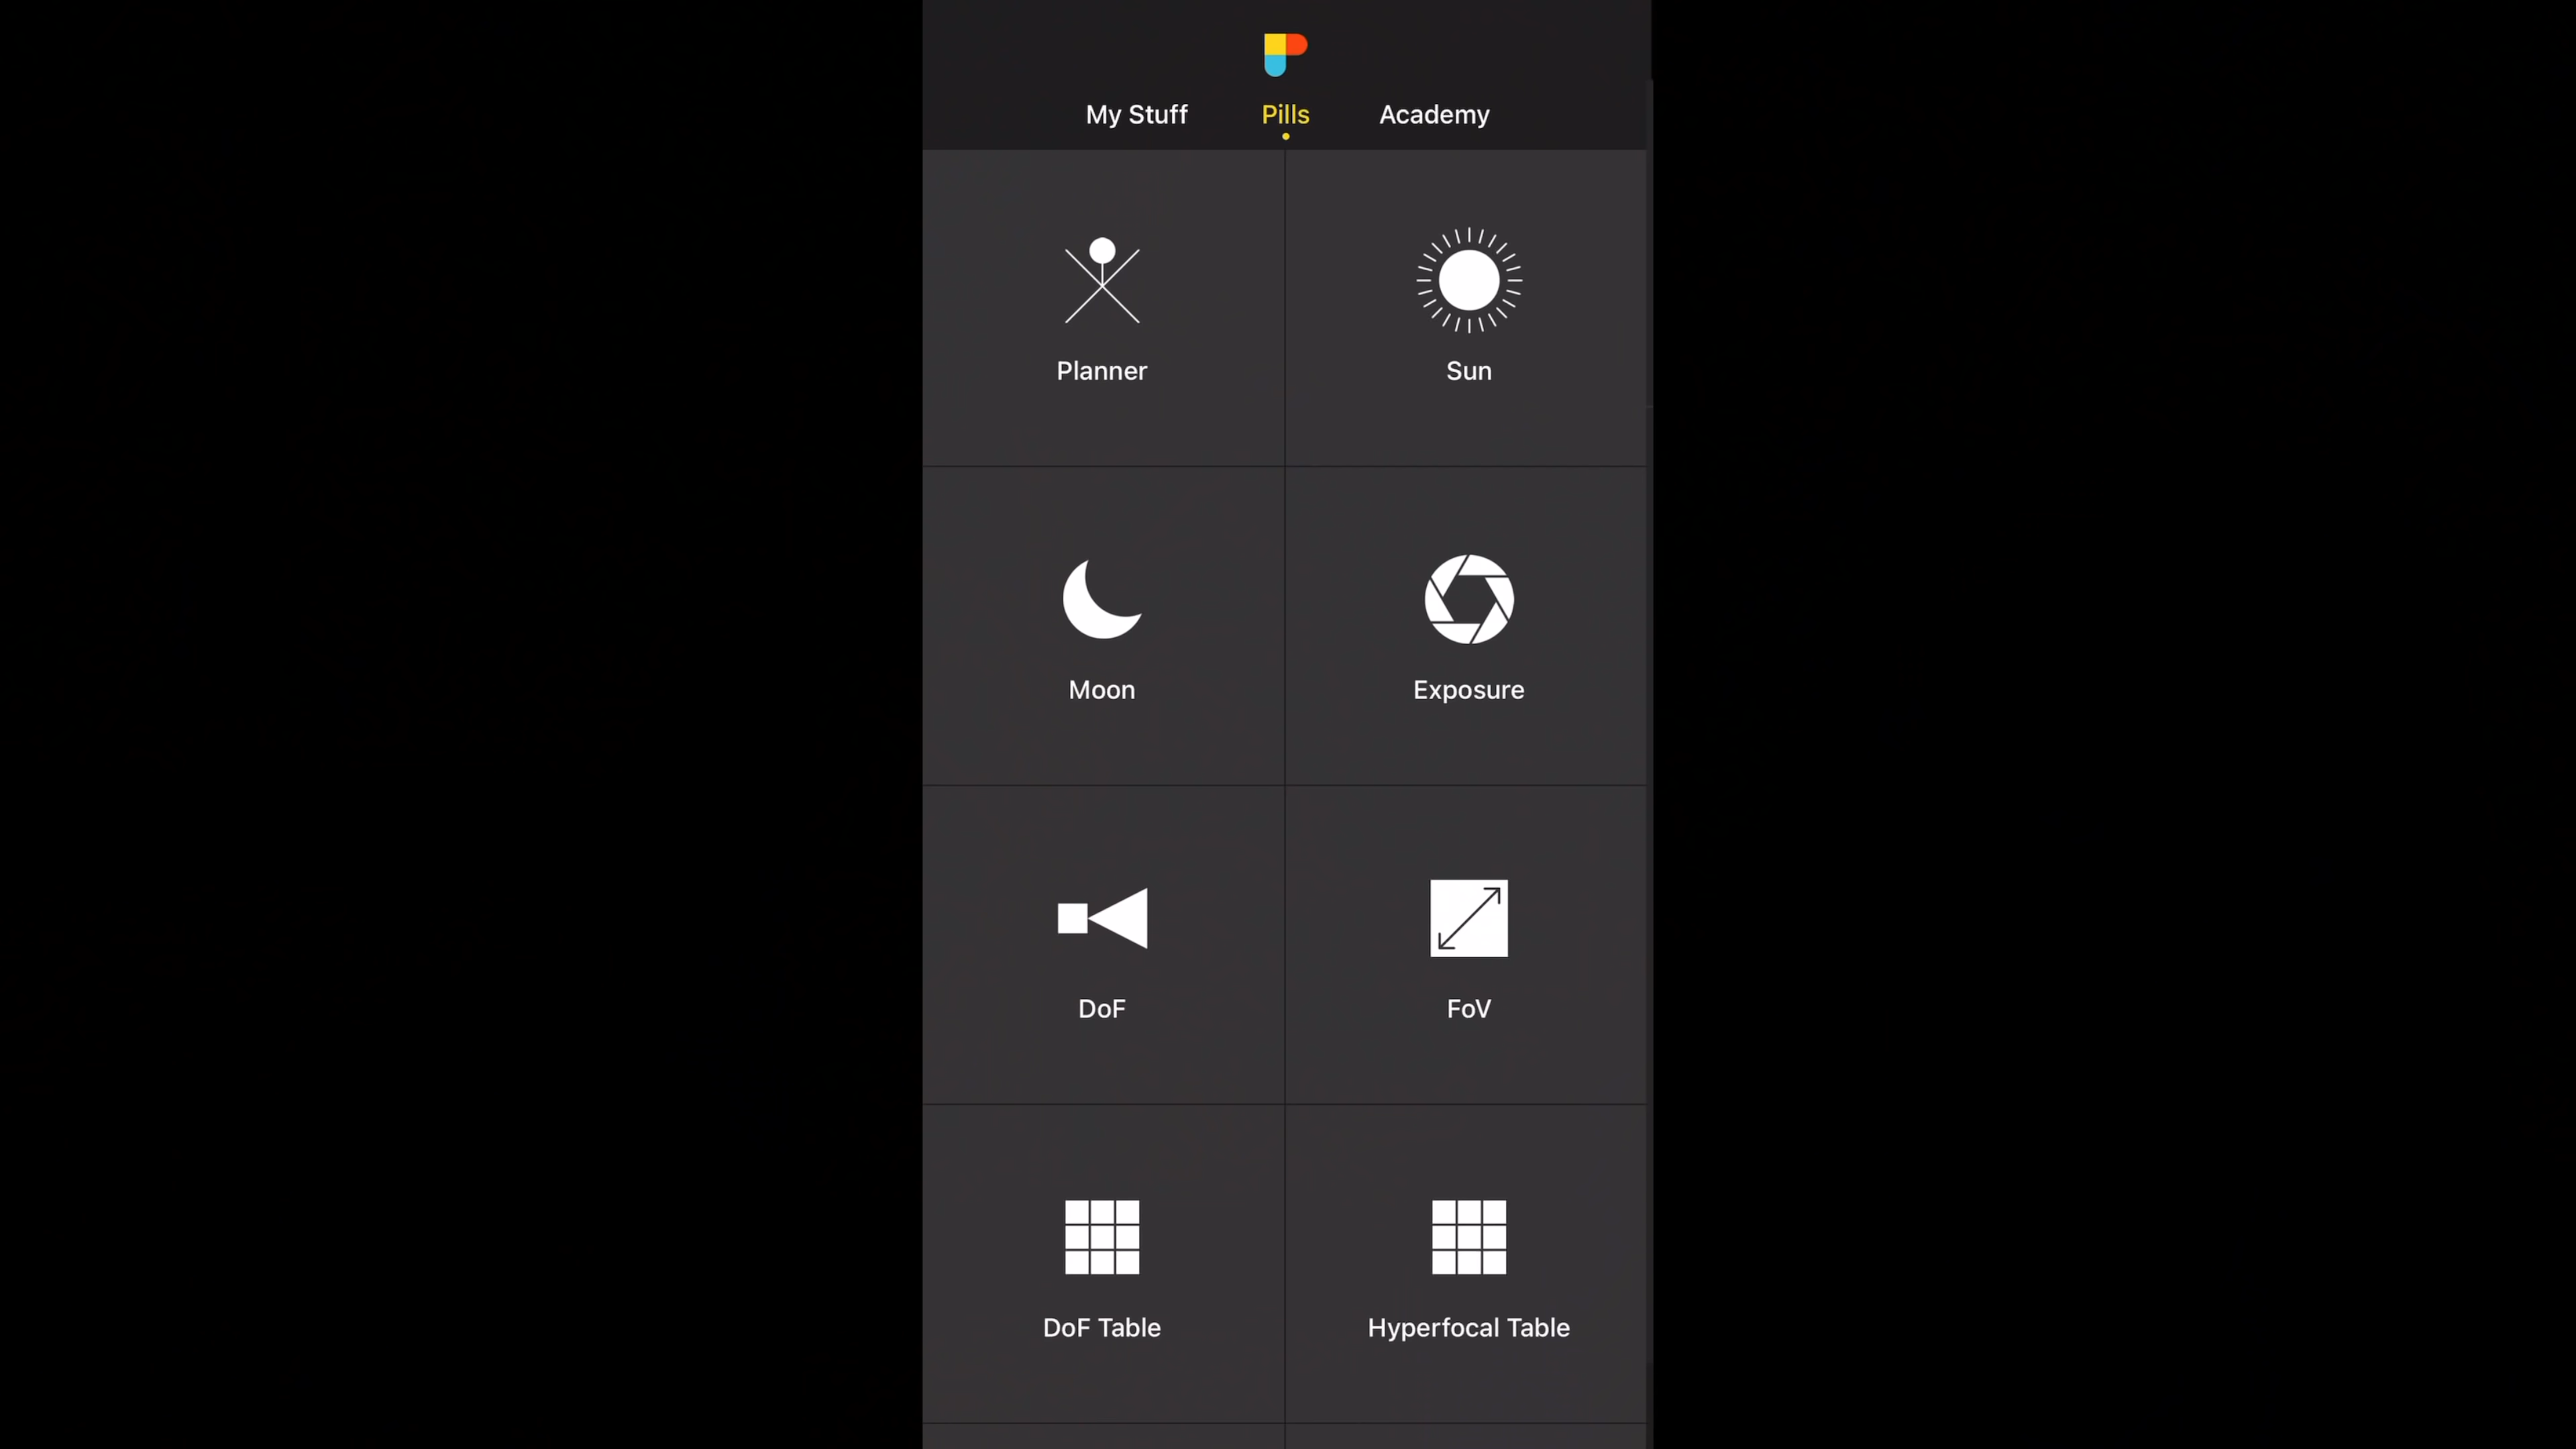 My Stuff Pills Academy
Planner Sun
Moon Exposure
DoF FoV
DoF Table Hyperfocal Table